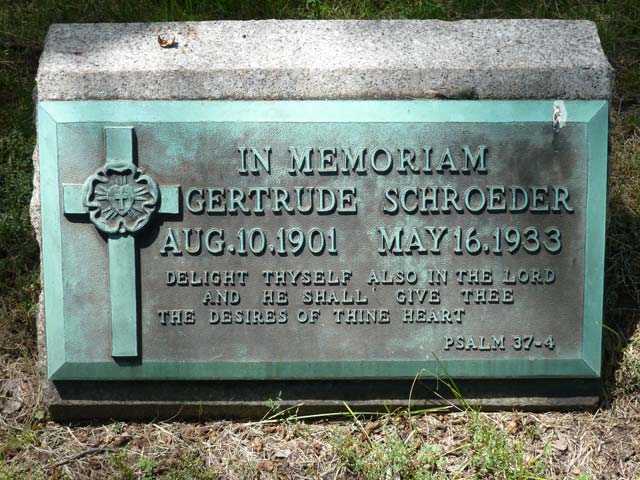 IN MEMORIAM
GERTRUDE SCHROEDER
AUG.10.1901 MAY 16.1933
DELIGHT THYSELF ALSO IN THE LORD
AND HE SHALL GIVE THEE
THE DESIRES OF THINE HEART
PSALM 37-4.